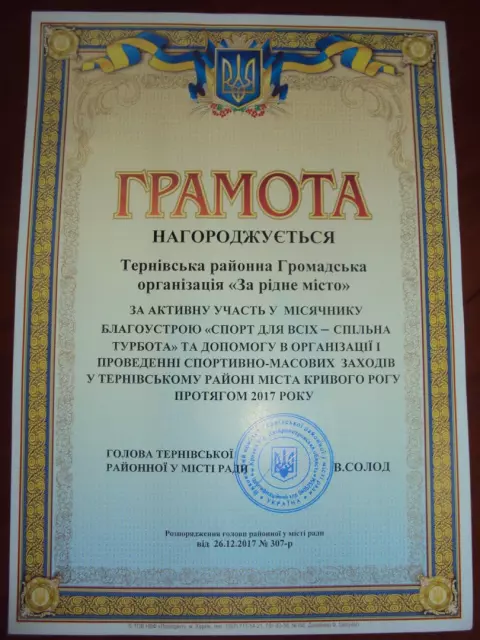 ГРАМОТА
НАГОРОДЖУЄТЬСЯ
Тернівська районна Громадська
організація «За рідне місто»
ЗА АКТИВНУ УЧАСТЬ У МІСЯЧНИКУ
БЛАГОУСТРОЮ «СПОРТ ДЛЯ ВСІХ – СПІЛЬНА
ТУРБОТА» ТА ДОПОМОГУ В ОРГАНІЗАЦІЇ І
ПРОВЕДЕННІ СПОРТИВНО-МАСОВИХ ЗАХОДІВ
У ТЕРНІВСЬКОМУ РАЙОНІ МІСТА КРИВОГО РОГУ
ПРОТЯГОМ 2017 РОКУ
ГОЛОВА ТЕРНІВСЬКОЇ
РАЙОННОЇ У МІСТІ РАДИ В.СОЛОД
УКРАЇНА
Розпорядження голови районної у місті ради
від 26.12.2017 № 307-р